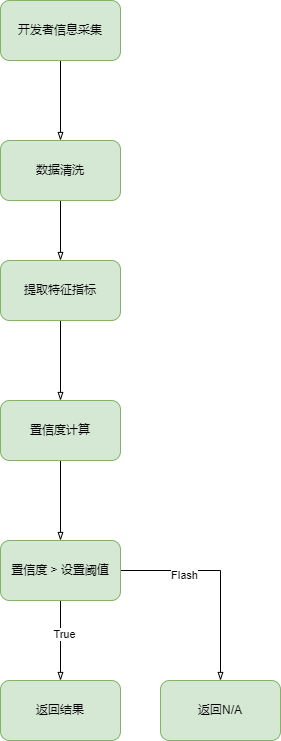 开发者信息采集
数据清洗
提取特征指标
置信度计算
置信度 > 设置阈值
Flash
True
返回结果
返回N/A